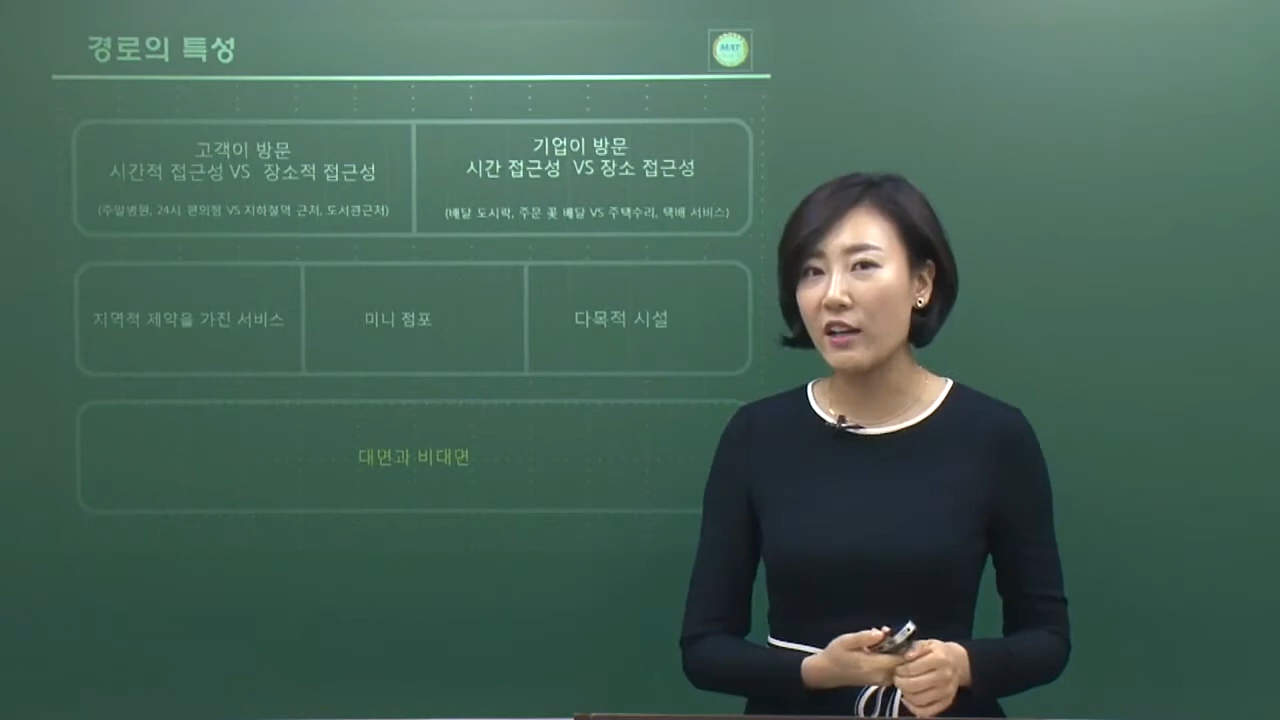 경로의 특성
MAT
고객이 방문
시간적 접근성 VS 장소적 접근성
(주말병원, 24시 편의점 VS 지하철역 근처, 도서관근처)
기업이 방문
시간 접근성 VS 장소 접근성
(배달 도시락, 주문 꽃 배달 VS 주택수리, 택배 서비스)
지역적 제약을 가진 서비스
미니 점포
다목적 시설
대면과 비대면